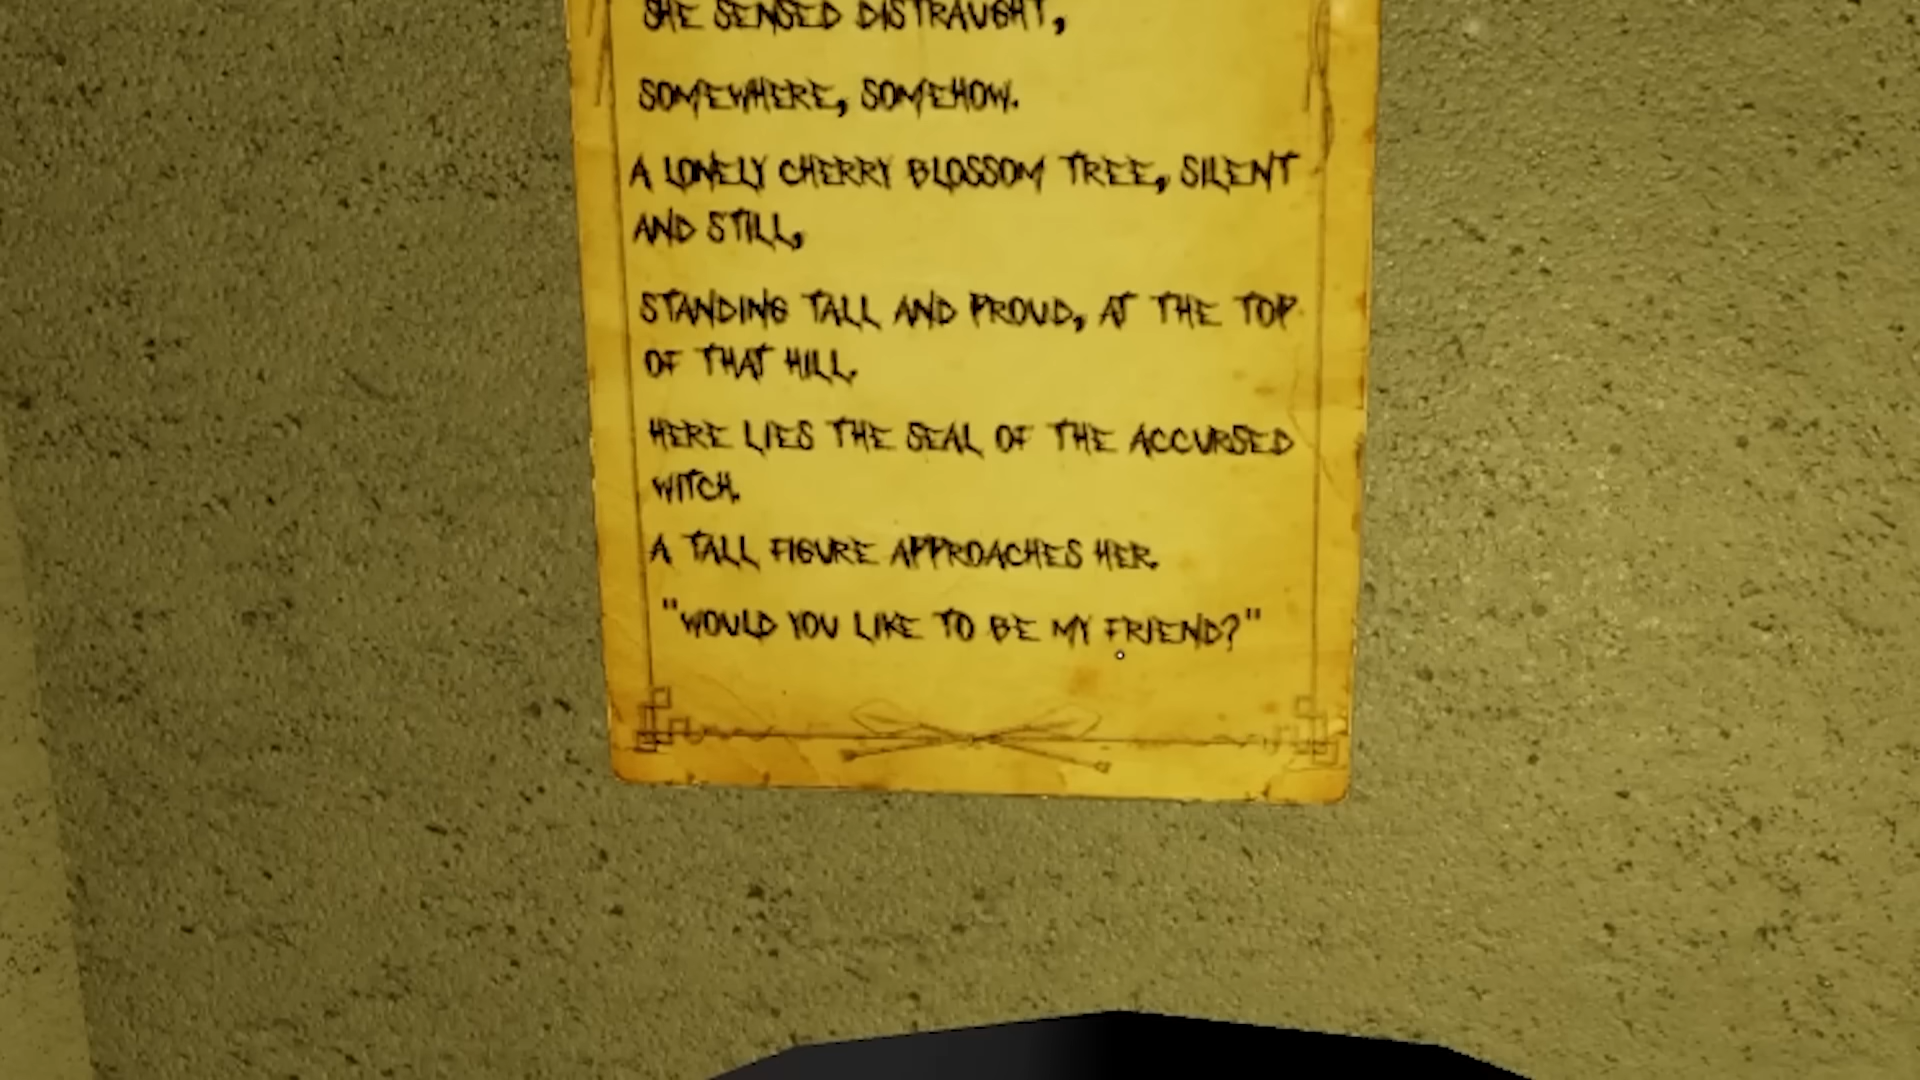 SHE SENSED DISTRAUGHT,
SOMEWHERE, SOMEHOW.
A LONELY CHERRY BLOSSOM TREE, SILENT
AND STILL,
STANDING TALL AND PROUD, AT THE TOP
OF THAT HILL.
HERE LIES THE SEAL OF THE ACCURSED
WITCH.
A TALL FIGURE APPROACHES HER.
"WOULD YOU LIKE TO BE MY FRIEND?"